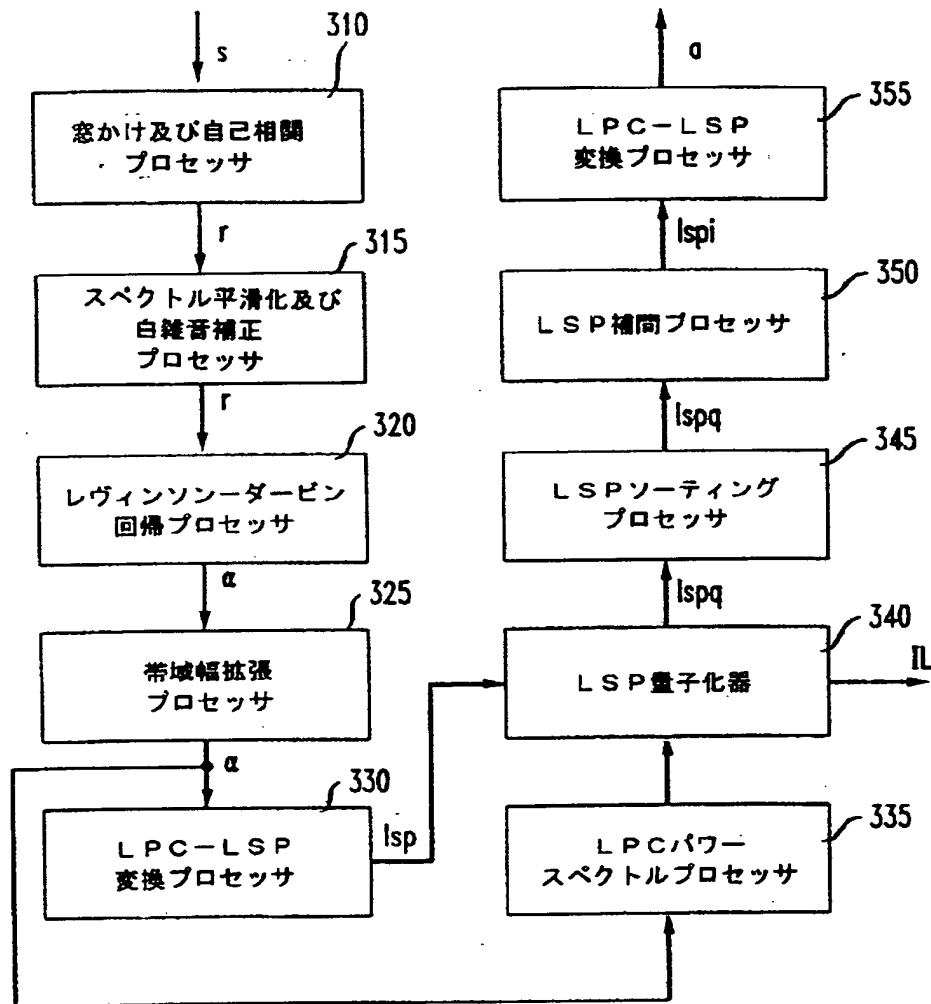 s
310
窓かけ及び自己相関
プロセッサ
r
315
スペクトル平滑化及び
白雑音補正
プロセッサ
r
320
レヴィンソン－ダービン
回帰プロセッサ
α
325
帯域幅拡張
プロセッサ
α
330
ＬＰＣ－ＬＳＰ
変換プロセッサ
lsp
a
355
ＬＰＣ－ＬＳＰ
変換プロセッサ
lspi
350
ＬＳＰ補間プロセッサ
lspq
345
ＬＳＰソーティング
プロセッサ
lspq
340
ＬＳＰ量子化器
IL
335
ＬＰＣパワー
スペクトルプロセッサ